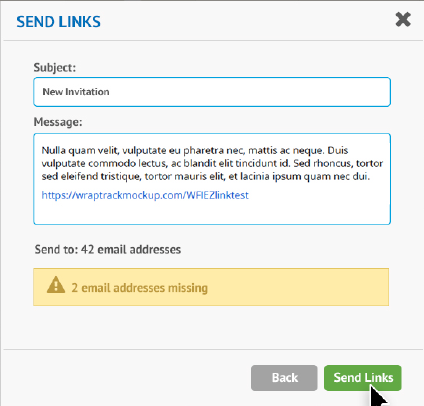 SEND LINKS
Subject:
New Invitation
Message:
Nulla quam velit, vulputate eu pharetra nec, mattis ac neque. Duis
vulputate commodo lectus, ac blandit elit tincidunt id. Sed rhoncus, tortor
sed eleifend tristique, tortor mauris elit, et lacinia ipsum quam nec dui.
https://wraptrackmockup.com/WFIEZlinktest
Send to: 42 email addresses
2 email addresses missing
Back
Send Links